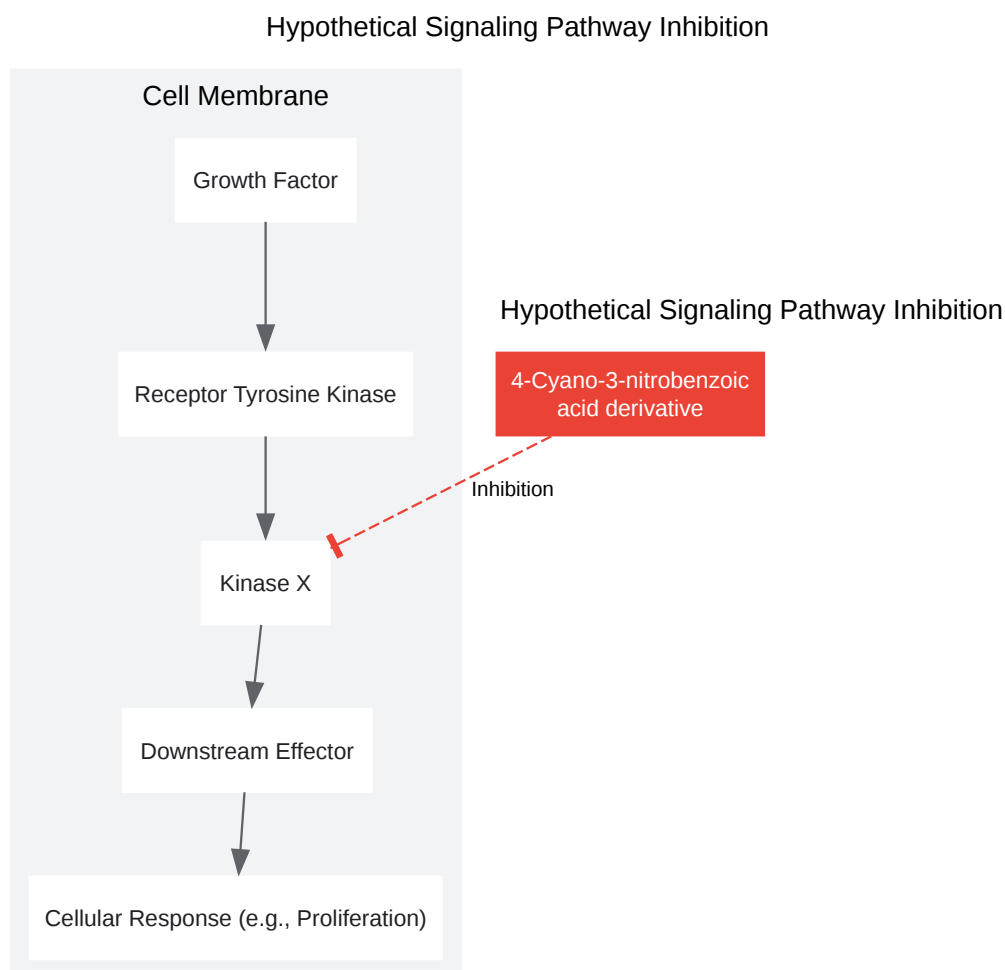 Hypothetical Signaling Pathway Inhibition
Cell Membrane
Growth Factor
Hypothetical Signaling Pathway Inhibition
Receptor Tyrosine Kinase
4-Cyano-3-nitrobenzoic
acid derivative
Inhibition
Kinase X
Downstream Effector
Cellular Response (e.g., Proliferation)